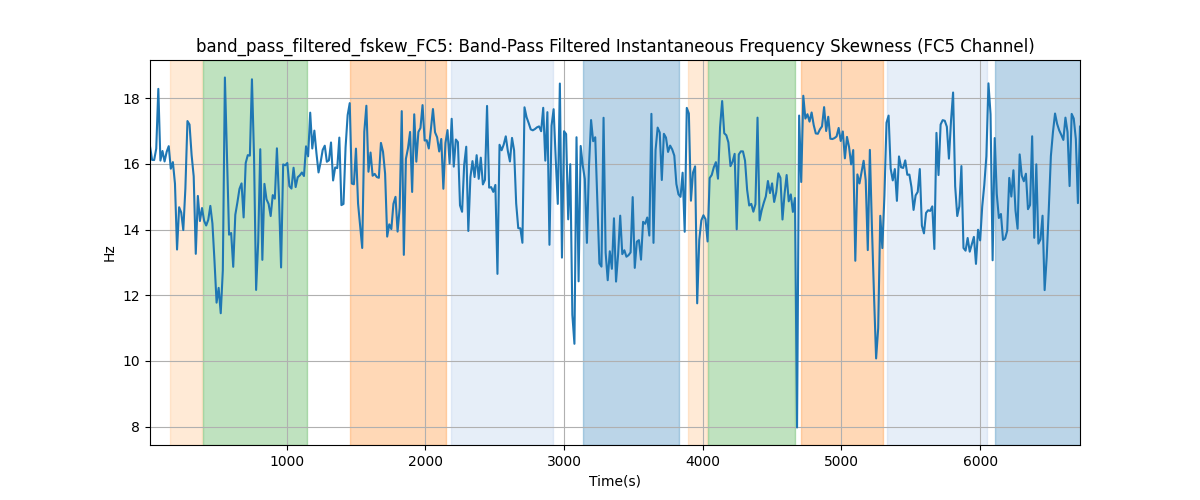 band_pass_filtered_fskew_FC5: Band-Pass Filtered Instantaneous Frequency Skewness (FC5 Channel)
18
16
14
12
10
8
Hz
1000 2000 3000 4000 5000 6000
Time(s)